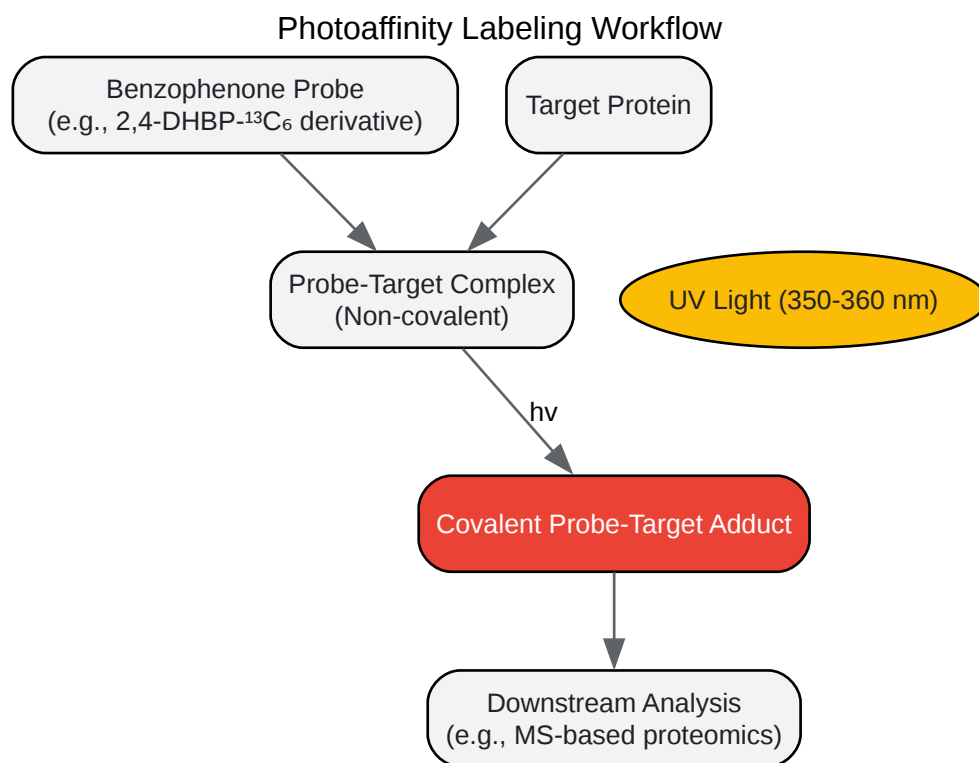 Photoaffinity Labeling Workflow
Benzophenone Probe
(e.g., 2,4-DHBP-¹³C₆ derivative)
Target Protein
Probe-Target Complex
(Non-covalent)
UV Light (350-360 nm)
hv
Covalent Probe-Target Adduct
Downstream Analysis
(e.g., MS-based proteomics)